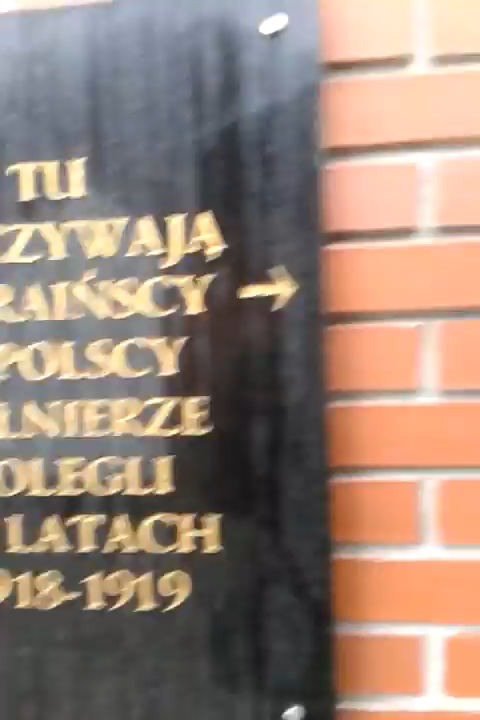 TU
ZYWAJĄ
RAIŃSCY →
POLSCY
LNIERZE
OLEGLI
LATACH
918-1919